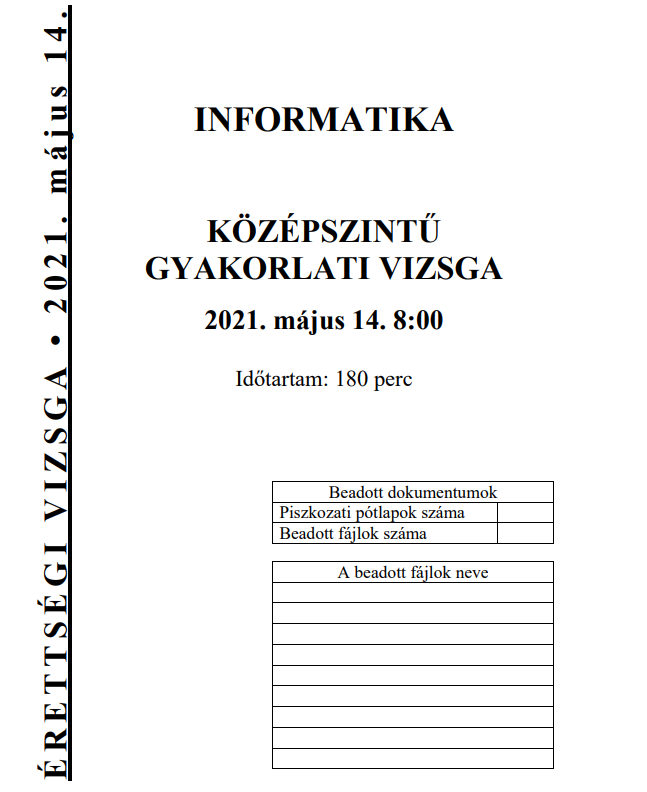 ÉRETTSÉGI VIZSGA • 2021. május 14.
INFORMATIKA
KÖZÉPSZINTŰ
GYAKORLATI VIZSGA
2021. május 14. 8:00
Időtartam: 180 perc
Beadott dokumentumok
Piszkozati pótlapok száma
Beadott fájlok száma
A beadott fájlok neve